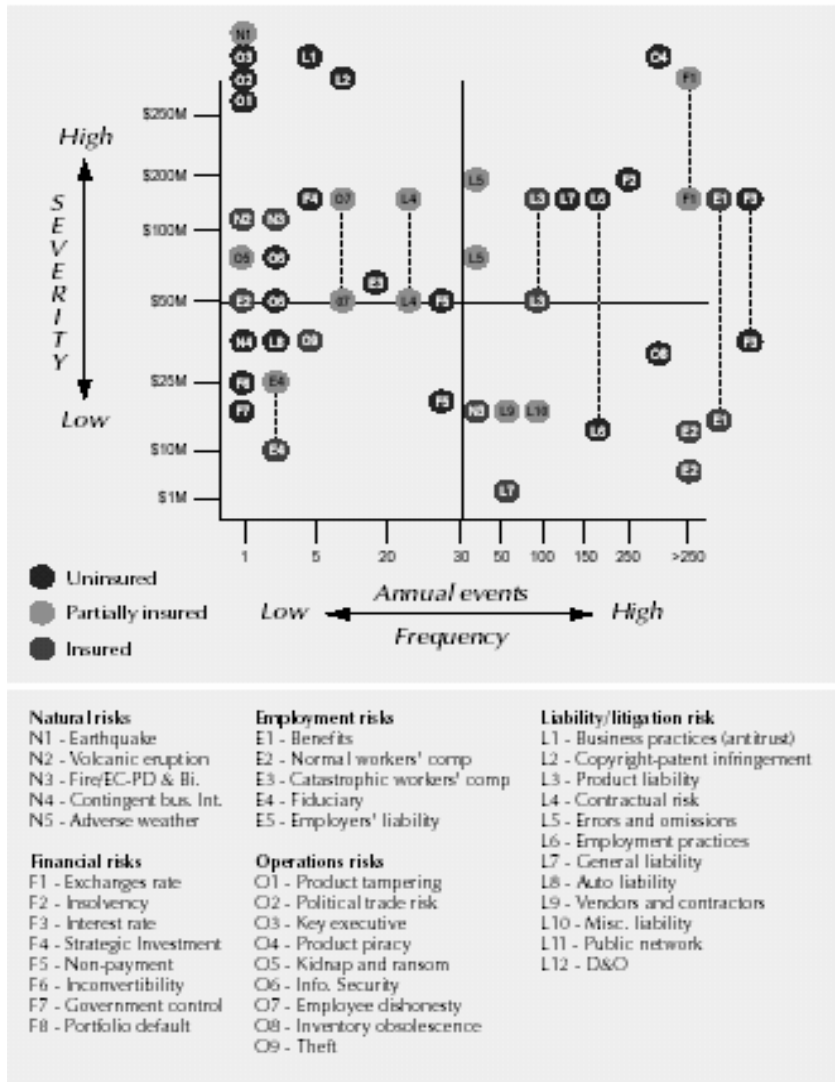 N1
O3 L1 O4
O2 L2 F1
O1
$250M
High
$200M L5 F2
F4 O7 L4 L3 L7 L6 F1 E1
SEVERITY
N2 N3
$100M
O5 O6 L5
E3
E2 O6 O7 L4 F5 L3
$50M
N4 L8 O9
O8
F6 E4
$25M
F5
F7 N3 L9 L10 E1
Low
L6 E2
$10M E4
E2
L7
$1M
1 5 20 30 50 100 150 250 >250
Uninsured
Annual events
Partially insured
Low High
Frequency
Insured
Natural risks
N1 - Earthquake
N2 - Volcanic eruption
N3 - Fire/EC-PD & Bi.
N4 - Contingent bus. Int.
N5 - Adverse weather
Financial risks
F1 - Exchanges rate
F2 - Insolvency
F3 - Interest rate
F4 - Strategic Investment
F5 - Non-payment
F6 - Inconvertibility
F7 - Government control
F8 - Portfolio default
Employment risks
E1 - Benefits
E2 - Normal workers' comp
E3 - Catastrophic workers' comp
E4 - Fiduciary
E5 - Employers' liability
Operations risks
O1 - Product tampering
O2 - Political trade risk
O3 - Key executive
O4 - Product piracy
O5 - Kidnap and ransom
O6 - Info. Security
O7 - Employee dishonesty
O8 - Inventory obsolescence
O9 - Theft
Liability/litigation risk
L1 - Business practices (antitrust)
L2 - Copyright-patent infringement
L3 - Product liability
L4 - Contractual risk
L5 - Errors and omissions
L6 - Employment practices
L7 - General liability
L8 - Auto liability
L9 - Vendors and contractors
L10 - Misc. liability
L11 - Public network
L12 - D&O